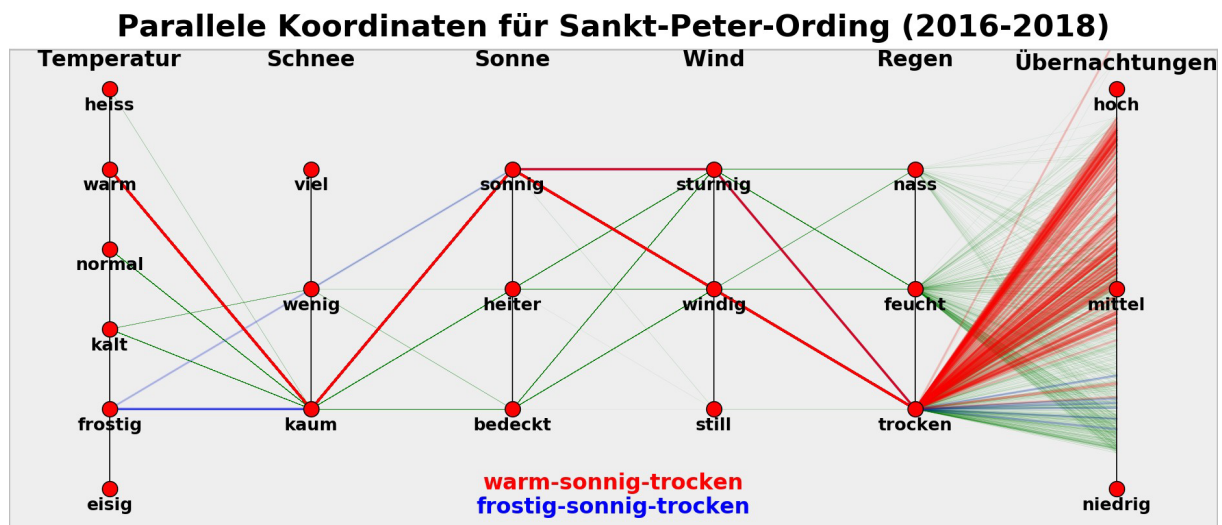 Parallele Koordinaten für Sankt-Peter-Ording (2016-2018)
Temperatur Schnee Sonne Wind Regen Übernachtungen
heiss hoch
warm viel sonnig stürmig nass
normal
wenig heiter windig feucht mittel
kalt
frostig kaum bedeckt still trocken
warm-sonnig-trocken
eisig niedrig
frostig-sonnig-trocken